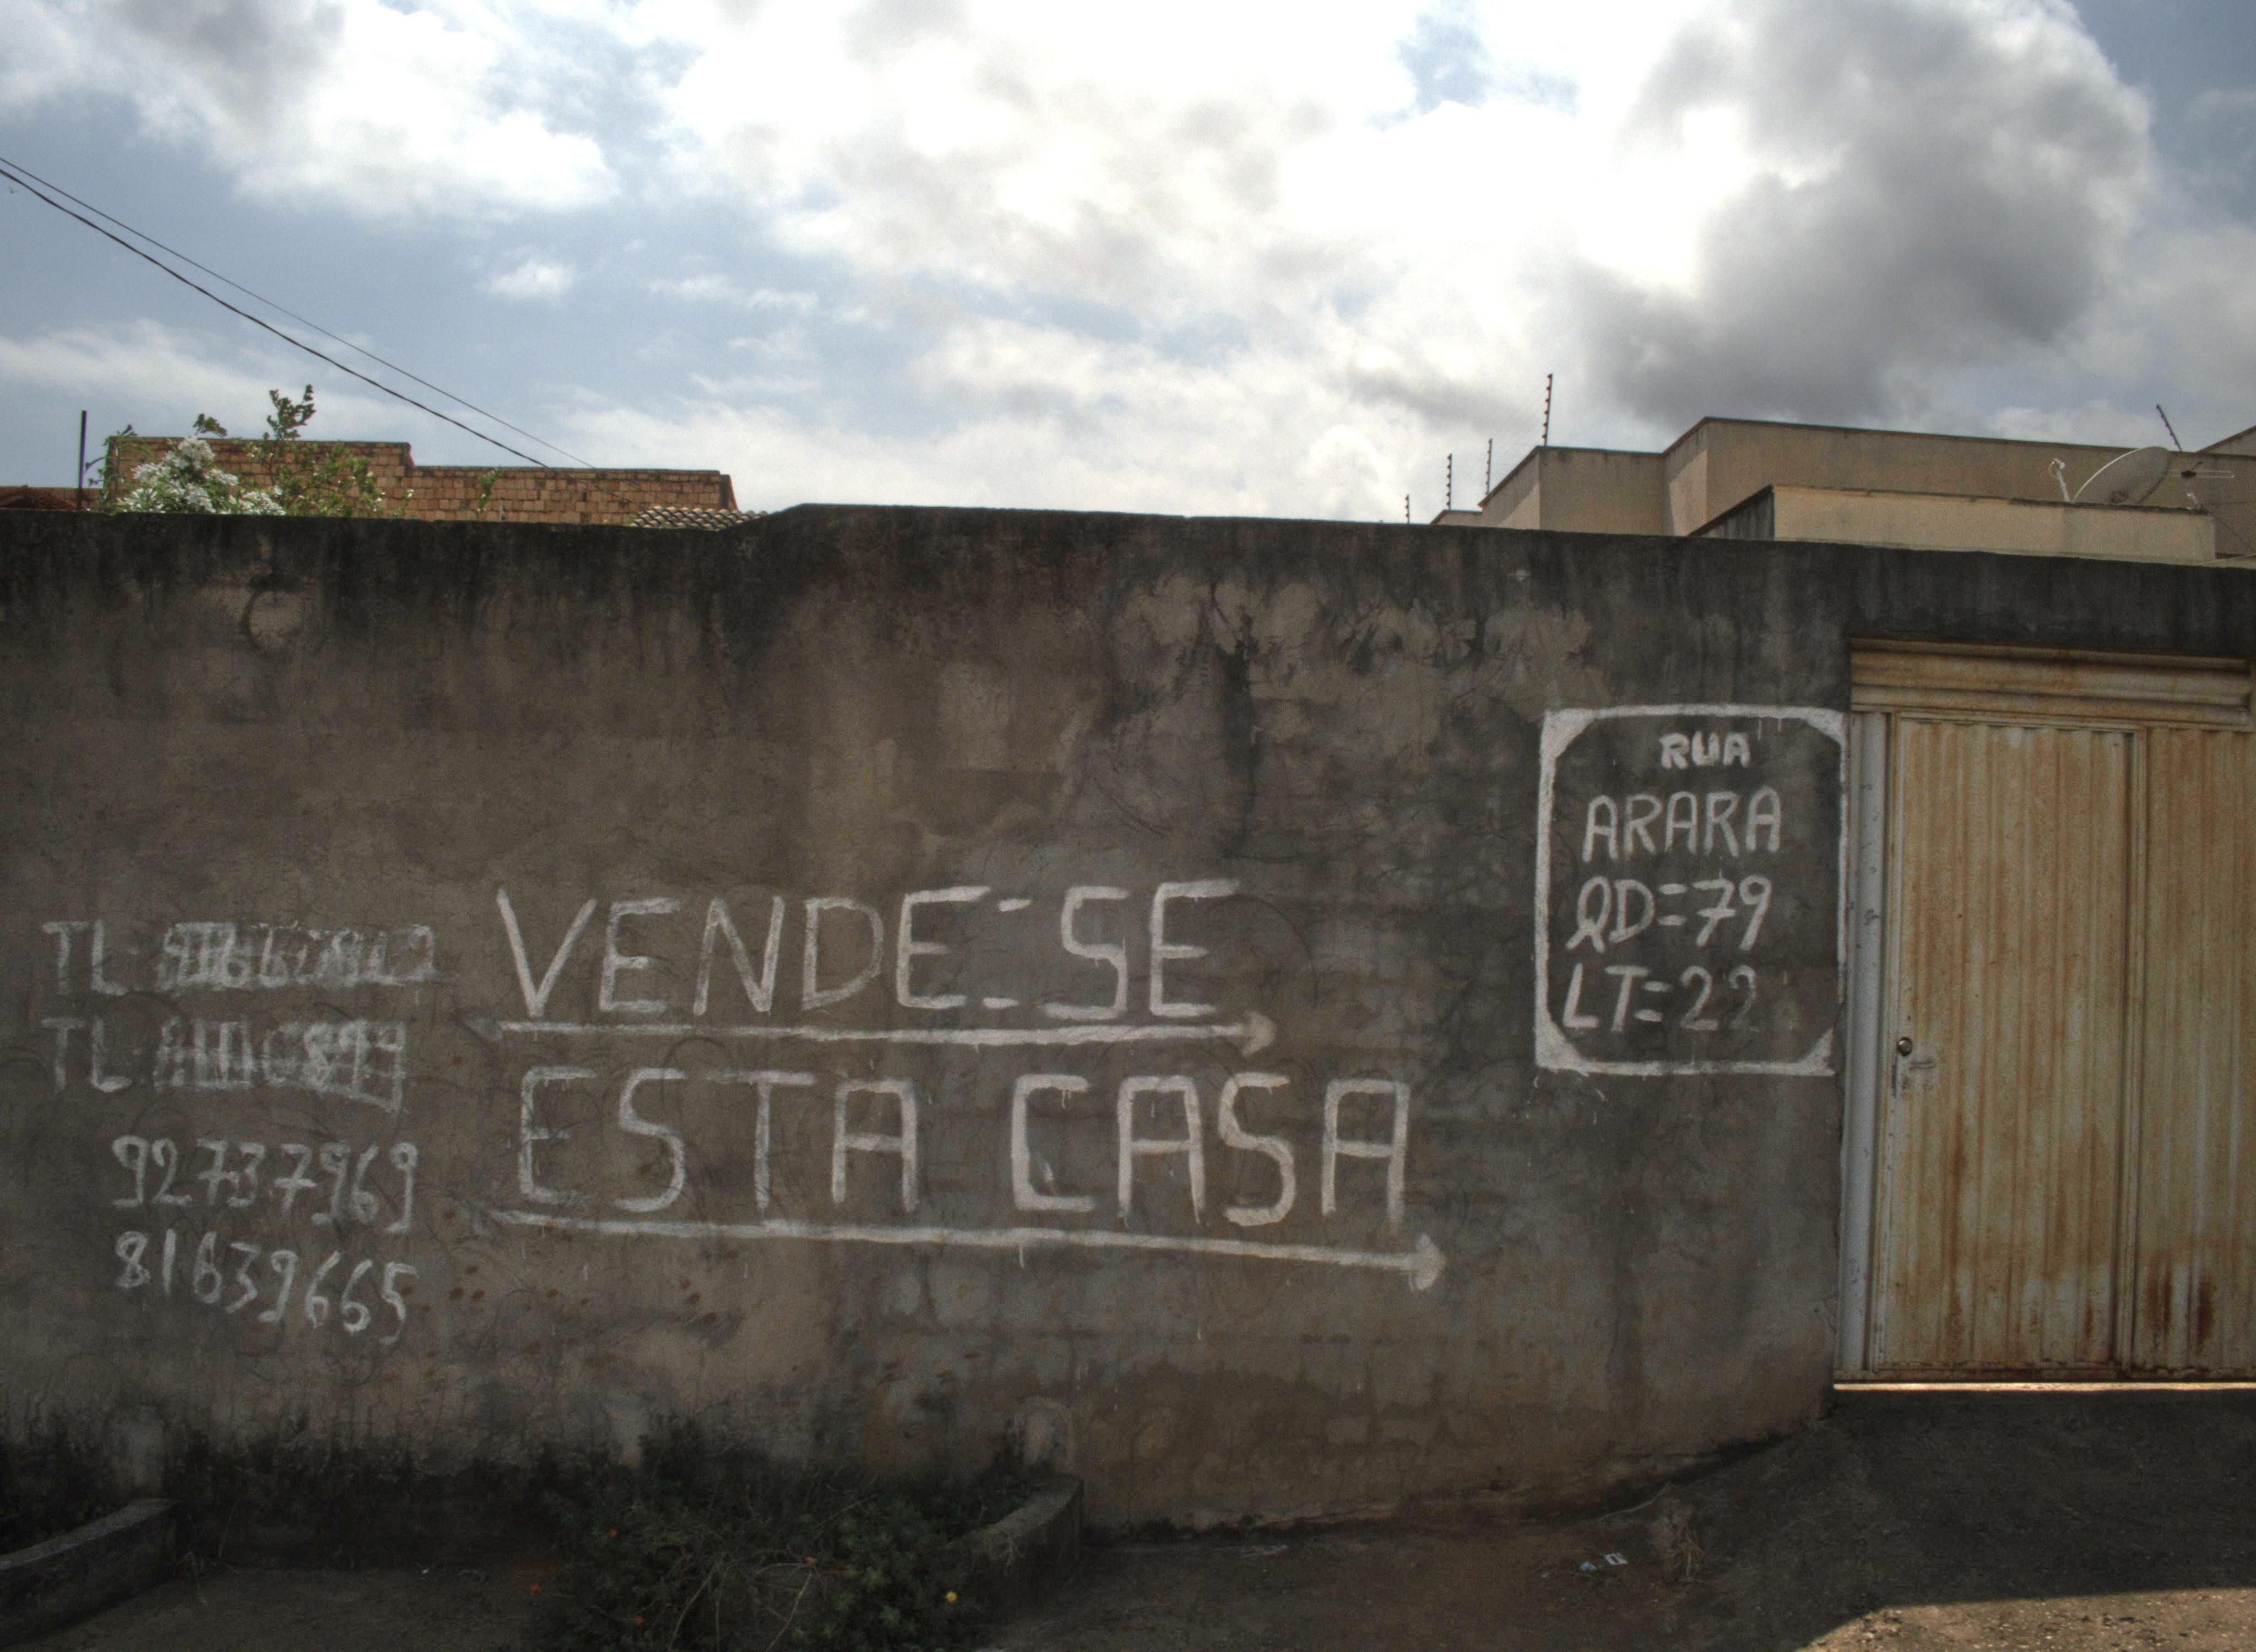 TL
TL
92737969
81639665
VENDE-SE
ESTA CASA
RUA
ARARA
QD=79
LT=22